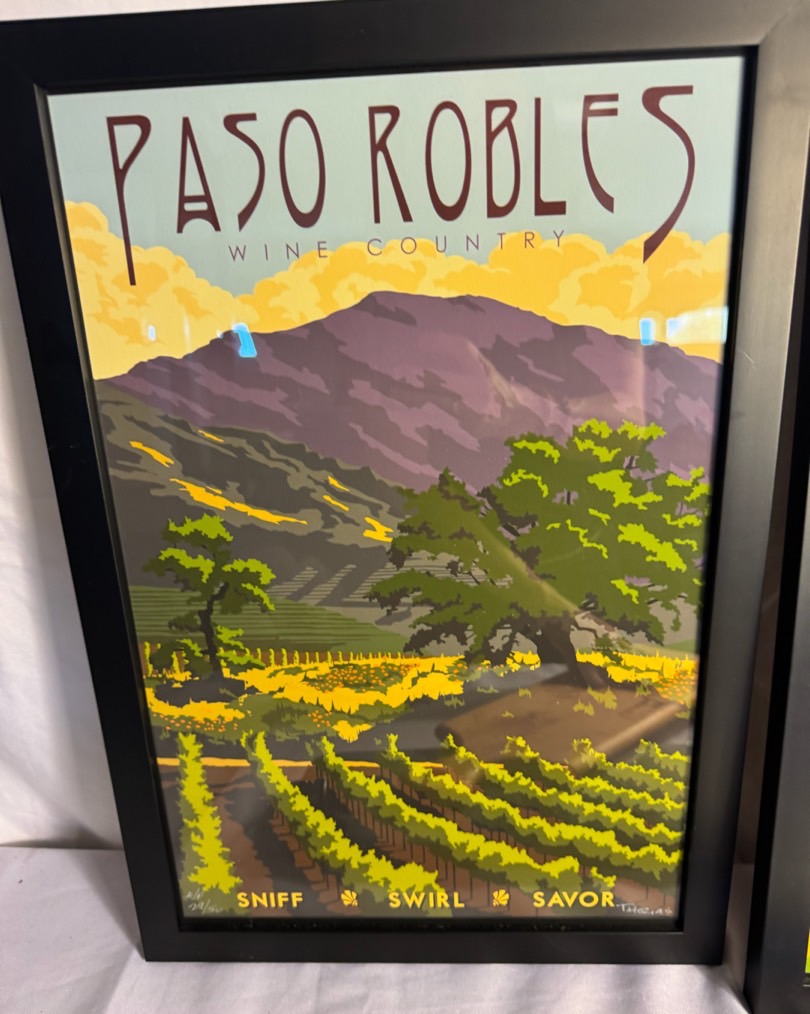 PASO ROBLES
WINE COUNTRY
SNIFF SWIRL SAVOR